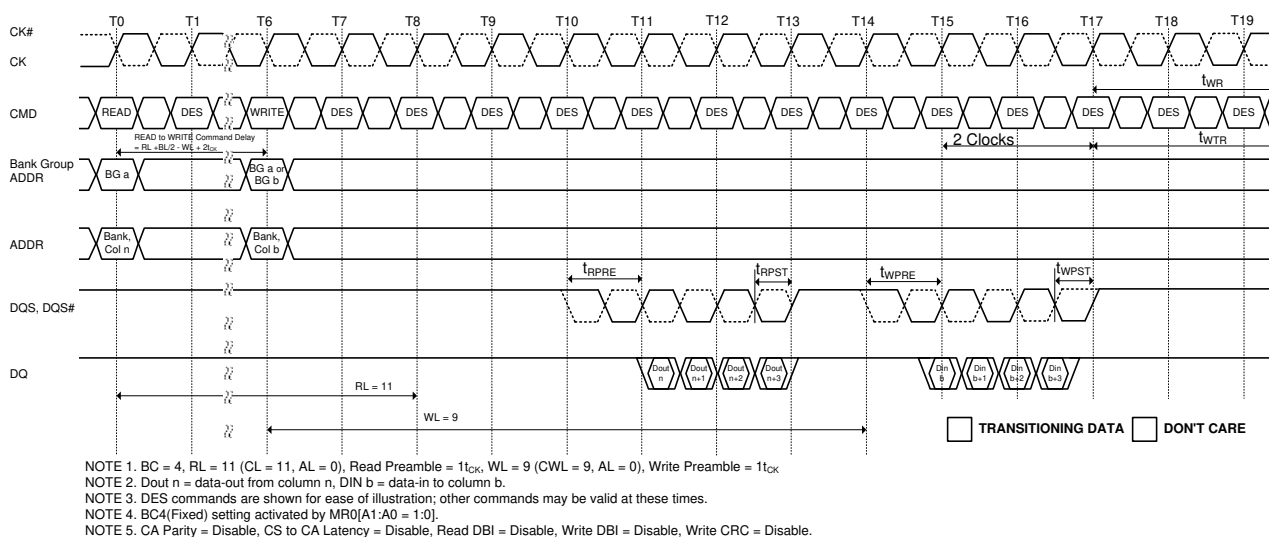 T0 T1 T6 T7 T8 T9 T10 T11 T12 T13 T14 T15 T16 T17 T18 T19
CK#
CK
tWR
CMD READ DES WRITE DES DES DES DES DES DES DES DES DES DES DES DES DES
READ to WRITE Command Delay
= RL +BL/2 - WL + 2tCK
2 Clocks tWTR
Bank Group
ADDR
BG a
BG a or
BG b
ADDR
Bank,
Col n
Bank,
Col b
tRPRE tRPST tWPRE tWPST
DQS, DQS#
DQ
Dout
n
Dout
n+1
Dout
n+2
Dout
n+3
Din
b
Din
b+1
Din
b+2
Din
b+3
RL = 11
WL = 9
TRANSITIONING DATA DON'T CARE
NOTE 1. BC = 4, RL = 11 (CL = 11, AL = 0), Read Preamble = 1tCK, WL = 9 (CWL = 9, AL = 0), Write Preamble = 1tCK
NOTE 2. Dout n = data-out from column n, DIN b = data-in to column b.
NOTE 3. DES commands are shown for ease of illustration; other commands may be valid at these times.
NOTE 4. BC4(Fixed) setting activated by MR0[A1:A0 = 1:0].
NOTE 5. CA Parity = Disable, CS to CA Latency = Disable, Read DBI = Disable, Write DBI = Disable, Write CRC = Disable.